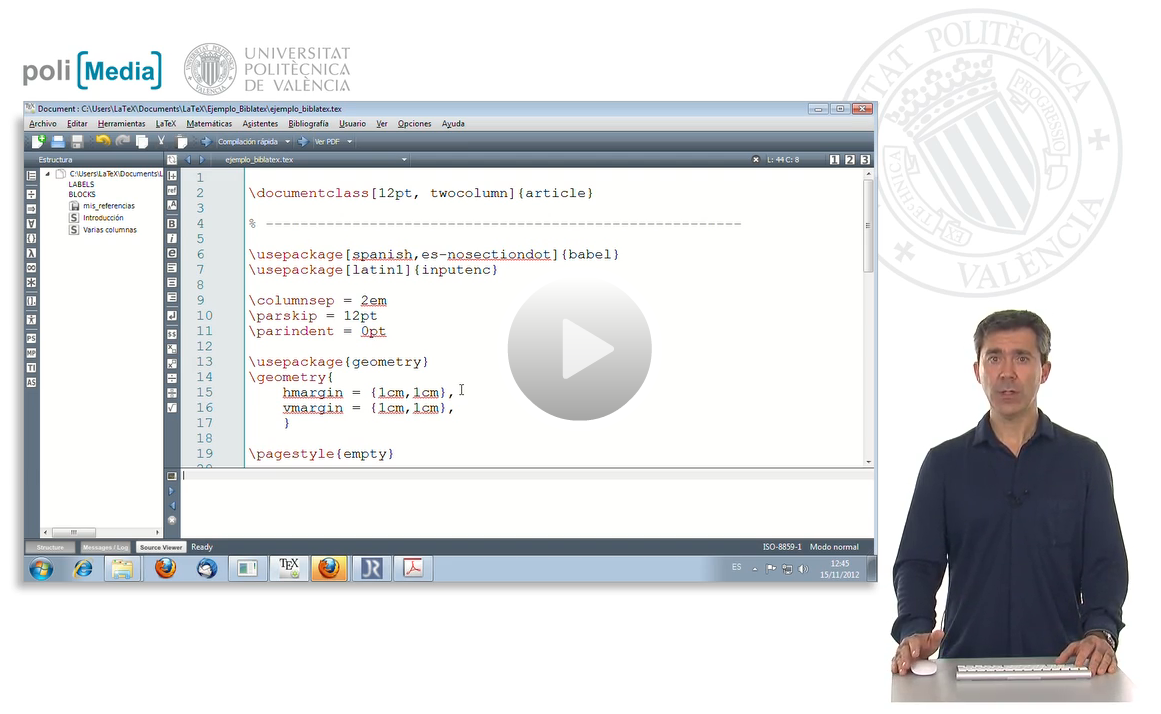 poli [Media]
UNIVERSITAT
POLITÈCNICA
DE VALÈNCIA
TAT POLITÈCNICA
PROGRESSIO
VALÈNCIA
Document : C:\Users\LaTeX\Documents\LaTeX\Ejemplo_Biblatex\ejemplo_biblatex.tex
Archivo Editar Herramientas LaTeX Matemáticas Asistentes Bibliografía Usuario Ver Opciones Ayuda
Compilación rápida Ver PDF
Estructura ejemplo_biblatex.tex L: 44 C: 8 1 2 3
C:\Users\LaTeX\Documents\L
LABELS
BLOCKS
mis_referencias
Introducción
Varias columnas
1
2 \documentclass[12pt, twocolumn]{article}
3
4 % -------------------------------------------------------
5
6 \usepackage[spanish,es-nosectiondot]{babel}
7 \usepackage[latin1]{inputenc}
8
9 \columnsep = 2em
10 \parskip = 12pt
11 \parindent = 0pt
12
13 \usepackage{geometry}
14 \geometry{
15 hmargin = {1cm,1cm},
16 vmargin = {1cm,1cm},
17 }
18
19 \pagestyle{empty}
20
Structure Messages / Log Source Viewer Ready ISO-8859-1 Modo normal
TEX ES 12:45
15/11/2012